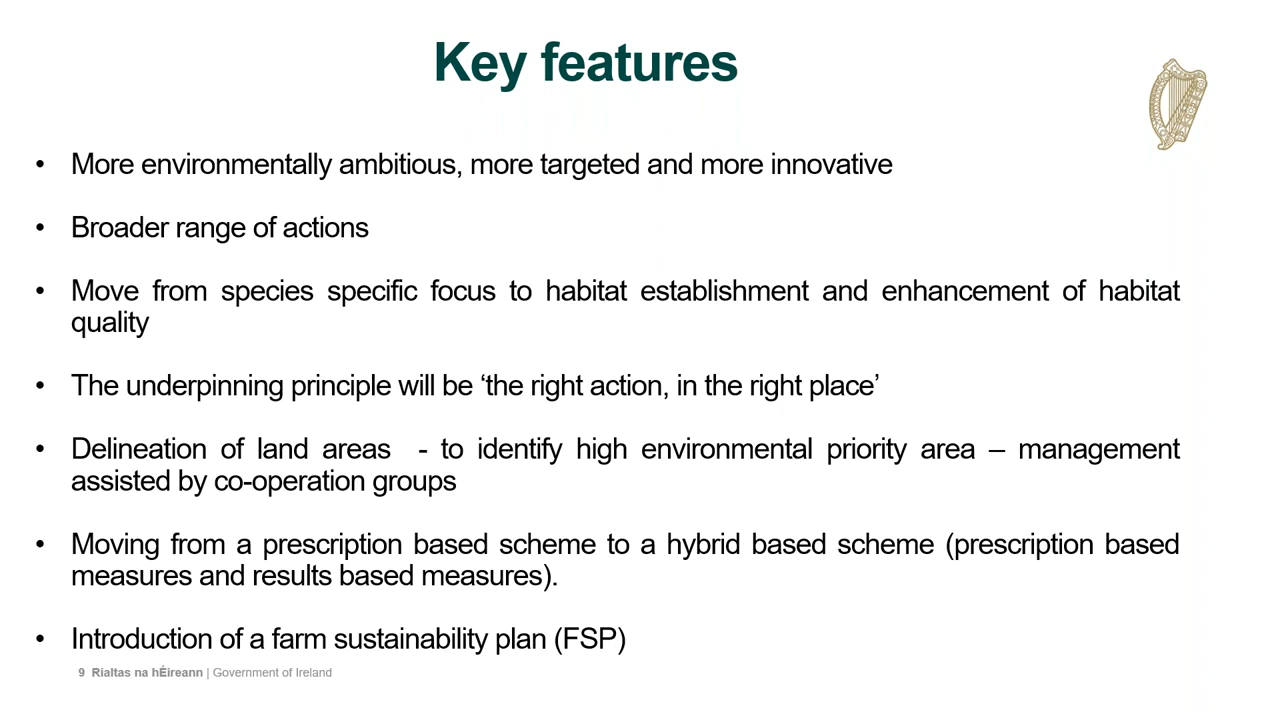 Key features
• More environmentally ambitious, more targeted and more innovative
• Broader range of actions
• Move from species specific focus to habitat establishment and enhancement of habitat
quality
• The underpinning principle will be ‘the right action, in the right place’
• Delineation of land areas - to identify high environmental priority area – management
assisted by co-operation groups
• Moving from a prescription based scheme to a hybrid based scheme (prescription based
measures and results based measures).
• Introduction of a farm sustainability plan (FSP)
9 Rialtas na hÉireann | Government of Ireland